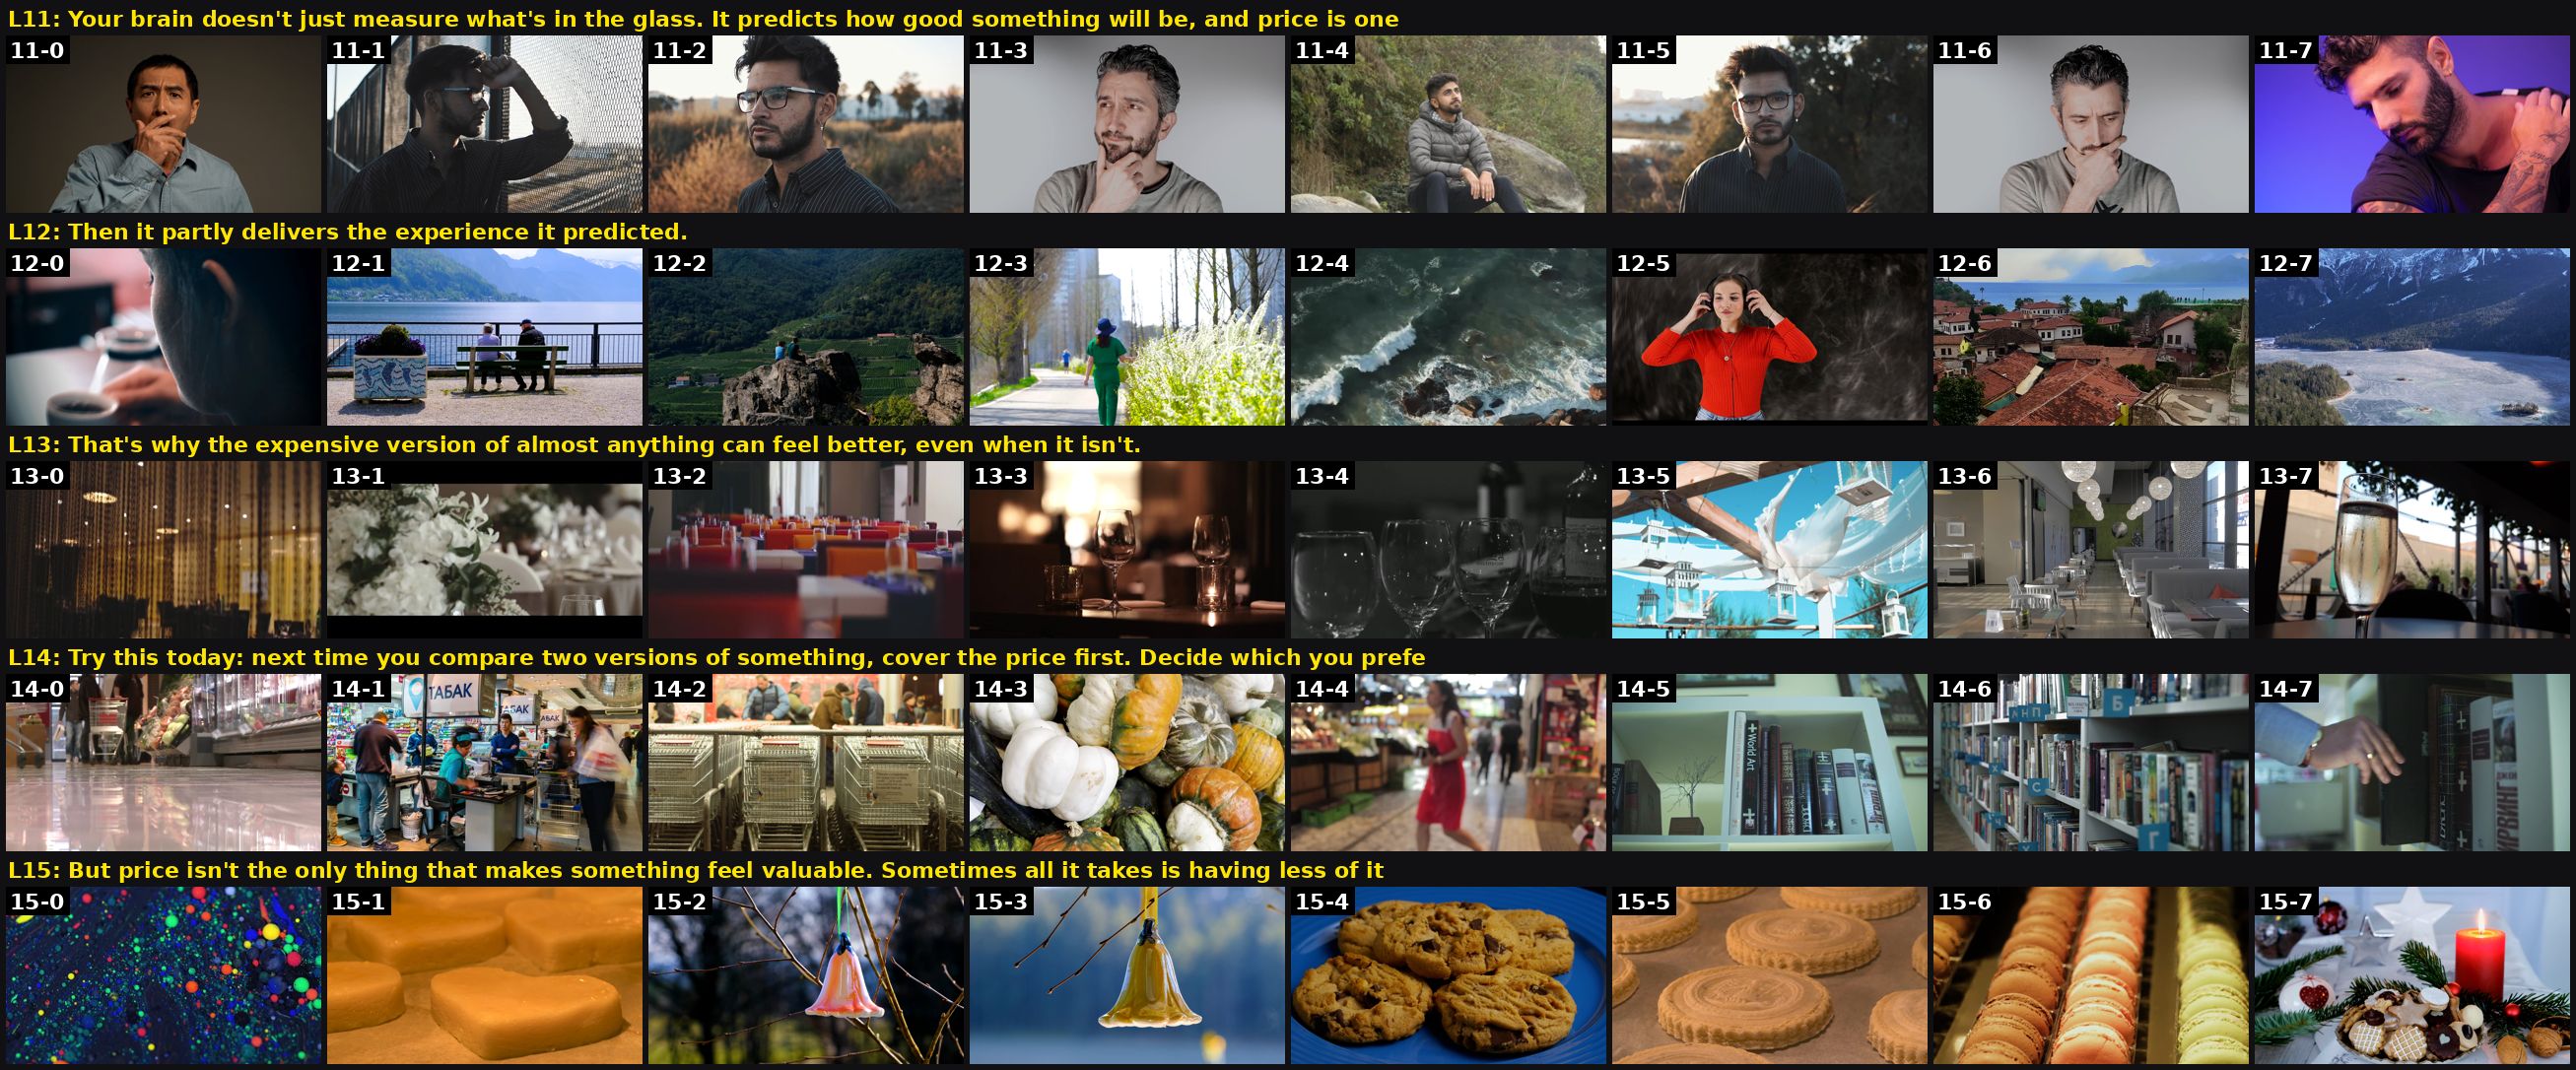 L11: Your brain doesn't just measure what's in the glass. It predicts how good something will be, and price is one
11-0 11-1 11-2 11-3 11-4 11-5 11-6 11-7
L12: Then it partly delivers the experience it predicted.
12-0 12-1 12-2 12-3 12-4 12-5 12-6 12-7
L13: That's why the expensive version of almost anything can feel better, even when it isn't.
13-0 13-1 13-2 13-3 13-4 13-5 13-6 13-7
L14: Try this today: next time you compare two versions of something, cover the price first. Decide which you prefe
14-0 14-1 14-2 14-3 14-4 14-5 14-6 14-7
ТАБАК
ТАБАК
ТАБАК
World Art
Б
С
Г
L15: But price isn't the only thing that makes something feel valuable. Sometimes all it takes is having less of it
15-0 15-1 15-2 15-3 15-4 15-5 15-6 15-7